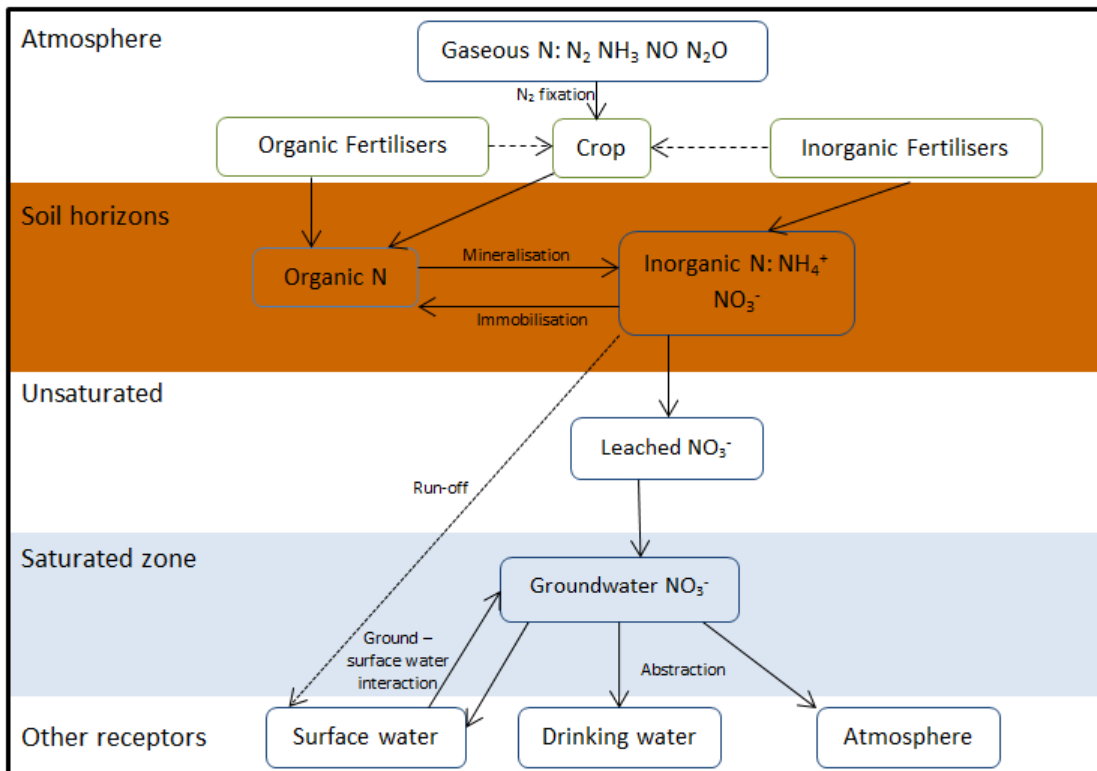 Atmosphere
Gaseous N: N₂ NH₃ NO N₂O
N₂ fixation
Organic Fertilisers
Crop
Inorganic Fertilisers
Soil horizons
Organic N
Mineralisation
Inorganic N: NH₄⁺
NO₃⁻
Immobilisation
Unsaturated
Leached NO₃⁻
Run-off
Saturated zone
Groundwater NO₃⁻
Ground –
surface water
interaction
Abstraction
Other receptors
Surface water
Drinking water
Atmosphere